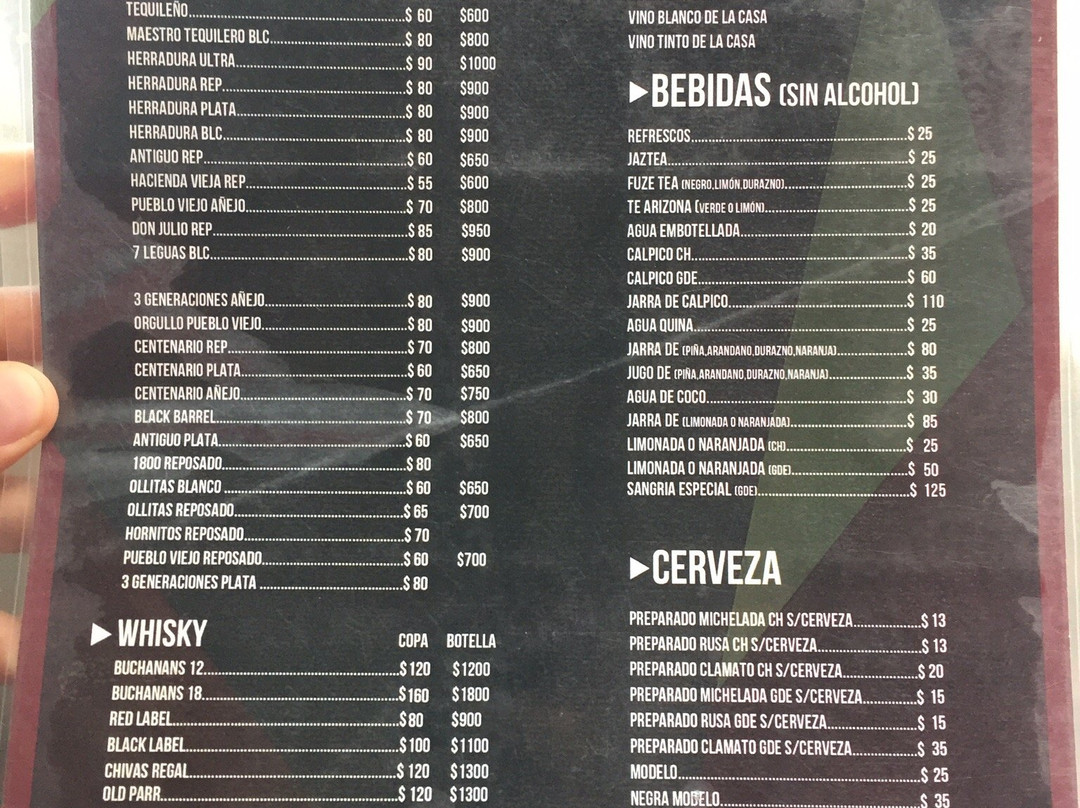 TEQUILEÑO $ 60 $600
MAESTRO TEQUILERO BLC $ 80 $800
HERRADURA ULTRA $ 90 $1000
HERRADURA REP $ 80 $900
HERRADURA PLATA $ 80 $900
HERRADURA BLC $ 80 $900
ANTIGUO REP $ 60 $650
HACIENDA VIEJA REP $ 55 $600
PUEBLO VIEJO AÑEJO $ 70 $800
DON JULIO REP $ 85 $950
7 LEGUAS BLC $ 80 $900
3 GENERACIONES AÑEJO $ 80 $900
ORGULLO PUEBLO VIEJO $ 80 $900
CENTENARIO REP $ 70 $800
CENTENARIO PLATA $ 60 $650
CENTENARIO AÑEJO $ 70 $750
BLACK BARREL $ 70 $800
ANTIGUO PLATA $ 60 $650
1800 REPOSADO $ 80
OLLITAS BLANCO $ 60 $650
OLLITAS REPOSADO $ 65 $700
HORNITOS REPOSADO $ 70
PUEBLO VIEJO REPOSADO $ 60 $700
3 GENERACIONES PLATA $ 80
WHISKY COPA BOTELLA
BUCHANANS 12 $120 $1200
BUCHANANS 18 $160 $1800
RED LABEL $80 $900
BLACK LABEL $100 $1100
CHIVAS REGAL $ 120 $1300
OLD PARR $ 120 $1300
VINO BLANCO DE LA CASA
VINO TINTO DE LA CASA
BEBIDAS (SIN ALCOHOL)
REFRESCOS $ 25
JAZTEA $ 25
FUZE TEA (NEGRO,LIMÓN,DURAZNO) $ 25
TE ARIZONA (VERDE O LIMÓN) $ 25
AGUA EMBOTELLADA $ 20
CALPICO CH $ 35
CALPICO GDE $ 60
JARRA DE CALPICO $ 110
AGUA QUINA $ 25
JARRA DE (PIÑA,ARANDANO,DURAZNO,NARANJA) $ 80
JUGO DE (PIÑA,ARANDANO,DURAZNO,NARANJA) $ 35
AGUA DE COCO $ 30
JARRA DE (LIMONADA O NARANJADA) $ 85
LIMONADA O NARANJADA (CH) $ 25
LIMONADA O NARANJADA (GDE) $ 50
SANGRIA ESPECIAL (GDE) $ 125
CERVEZA
PREPARADO MICHELADA CH S/CERVEZA $ 13
PREPARADO RUSA CH S/CERVEZA $ 13
PREPARADO CLAMATO CH S/CERVEZA $ 20
PREPARADO MICHELADA GDE S/CERVEZA $ 15
PREPARADO RUSA GDE S/CERVEZA $ 15
PREPARADO CLAMATO GDE S/CERVEZA $ 35
MODELO $ 25
NEGRA MODELO $ 35